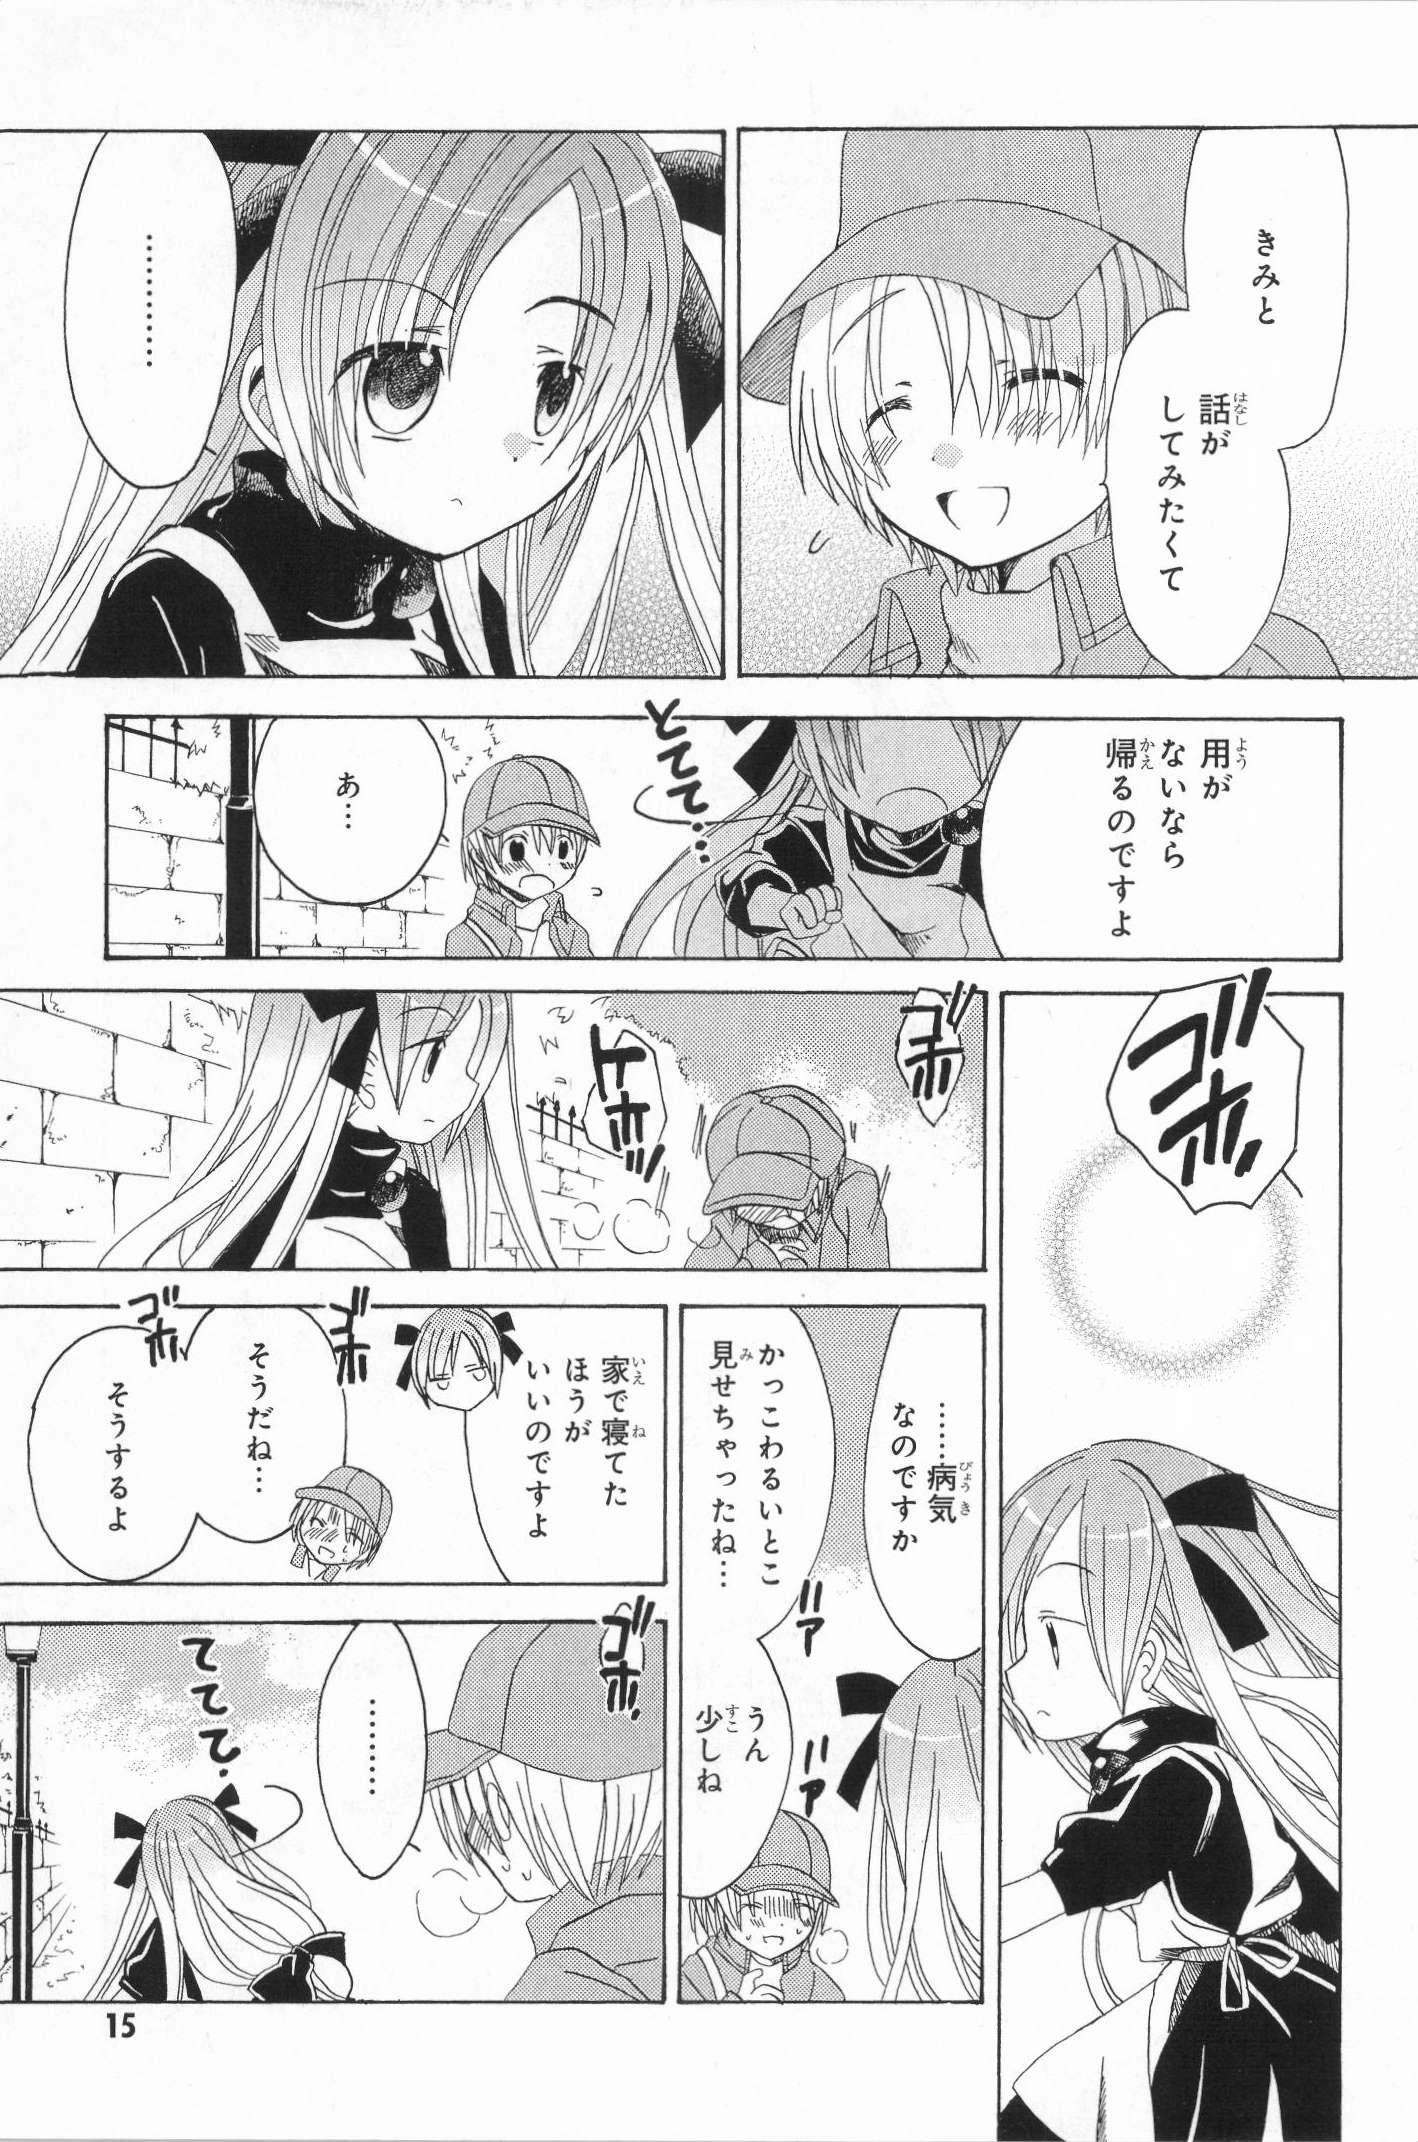 きみと
話が
してみたくて
…………
用が
ないなら
帰るのですよ
とててて…
あ…
ゴホッ
ゴホッ
ケホッ
……病気
なのですか
かっこわるいとこ
見せちゃったね…
うん
少しね
ハァ
ハァ
家で寝てた
ほうが
いいのですよ
ゴホッ
そうだね…
そうするよ
ゴホッ
ゴホッ
………
ててて…
15